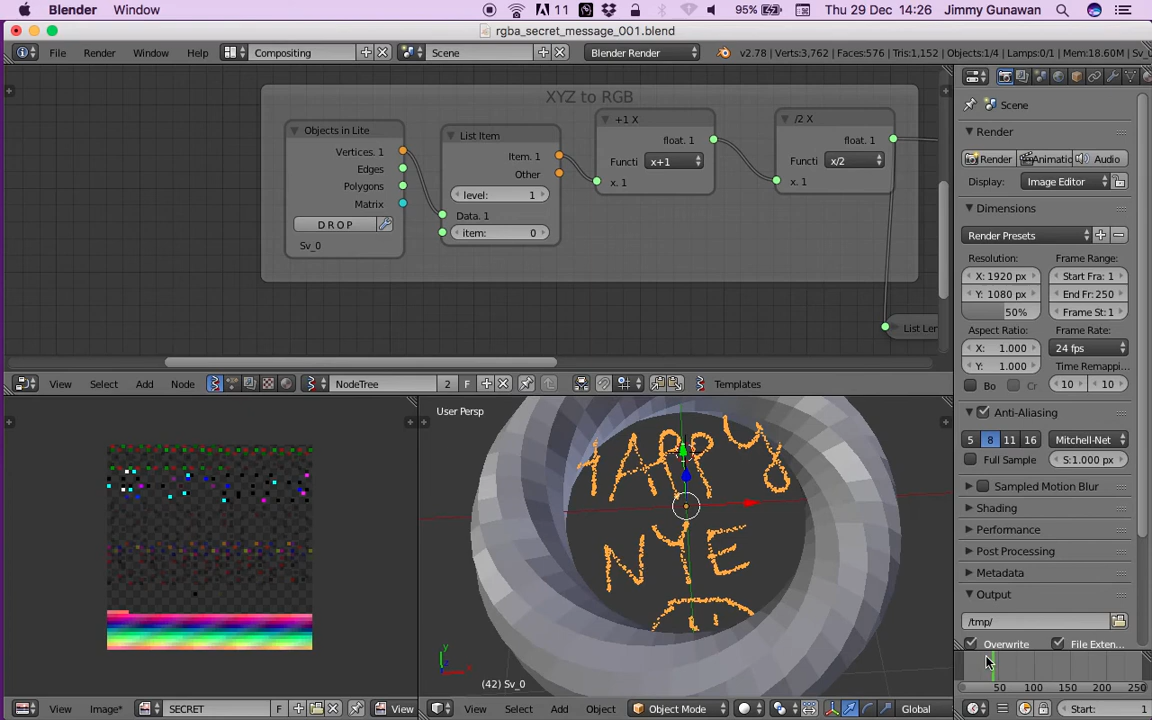 Blender Window 11 95% Thu 29 Dec 14:26 Jimmy Gunawan
rgba_secret_message_001.blend
File Render Window Help Compositing Scene Blender Render v2.78 | Verts:3,762 | Faces:576 | Tris:1,152 | Objects:1/4 | Lamps:0/1 | Mem:18.60M | Sv_0
XYZ to RGB
Objects in Lite
Vertices. 1
Edges
Polygons
Matrix
D R O P
Sv_0
List Item
Item. 1
Other
level: 1
Data. 1
item: 0
+1 X
float. 1
Functi x+1
x. 1
/2 X
float. 1
Functi x/2
x. 1
List Ler
View Select Add Node NodeTree 2 F Templates
User Persp
HAPPY
NYE
(42) Sv_0
View Image* SECRET F View
View Select Add Object Object Mode Global
Scene
Render
Render Animatic Audio
Display: Image Editor
Dimensions
Render Presets
Resolution: Frame Range:
X: 1920 px Start Fra: 1
Y: 1080 px End Fr: 250
50% Frame St: 1
Aspect Ratio: Frame Rate:
X: 1.000 24 fps
Y: 1.000 Time Remappi...
Bo Cr 10 10
Anti-Aliasing
5 8 11 16 Mitchell-Net
Full Sample S:1.000 px
Sampled Motion Blur
Shading
Performance
Post Processing
Metadata
Output
/tmp/
Overwrite File Exten...
50 100 150 200 250
Start: 1